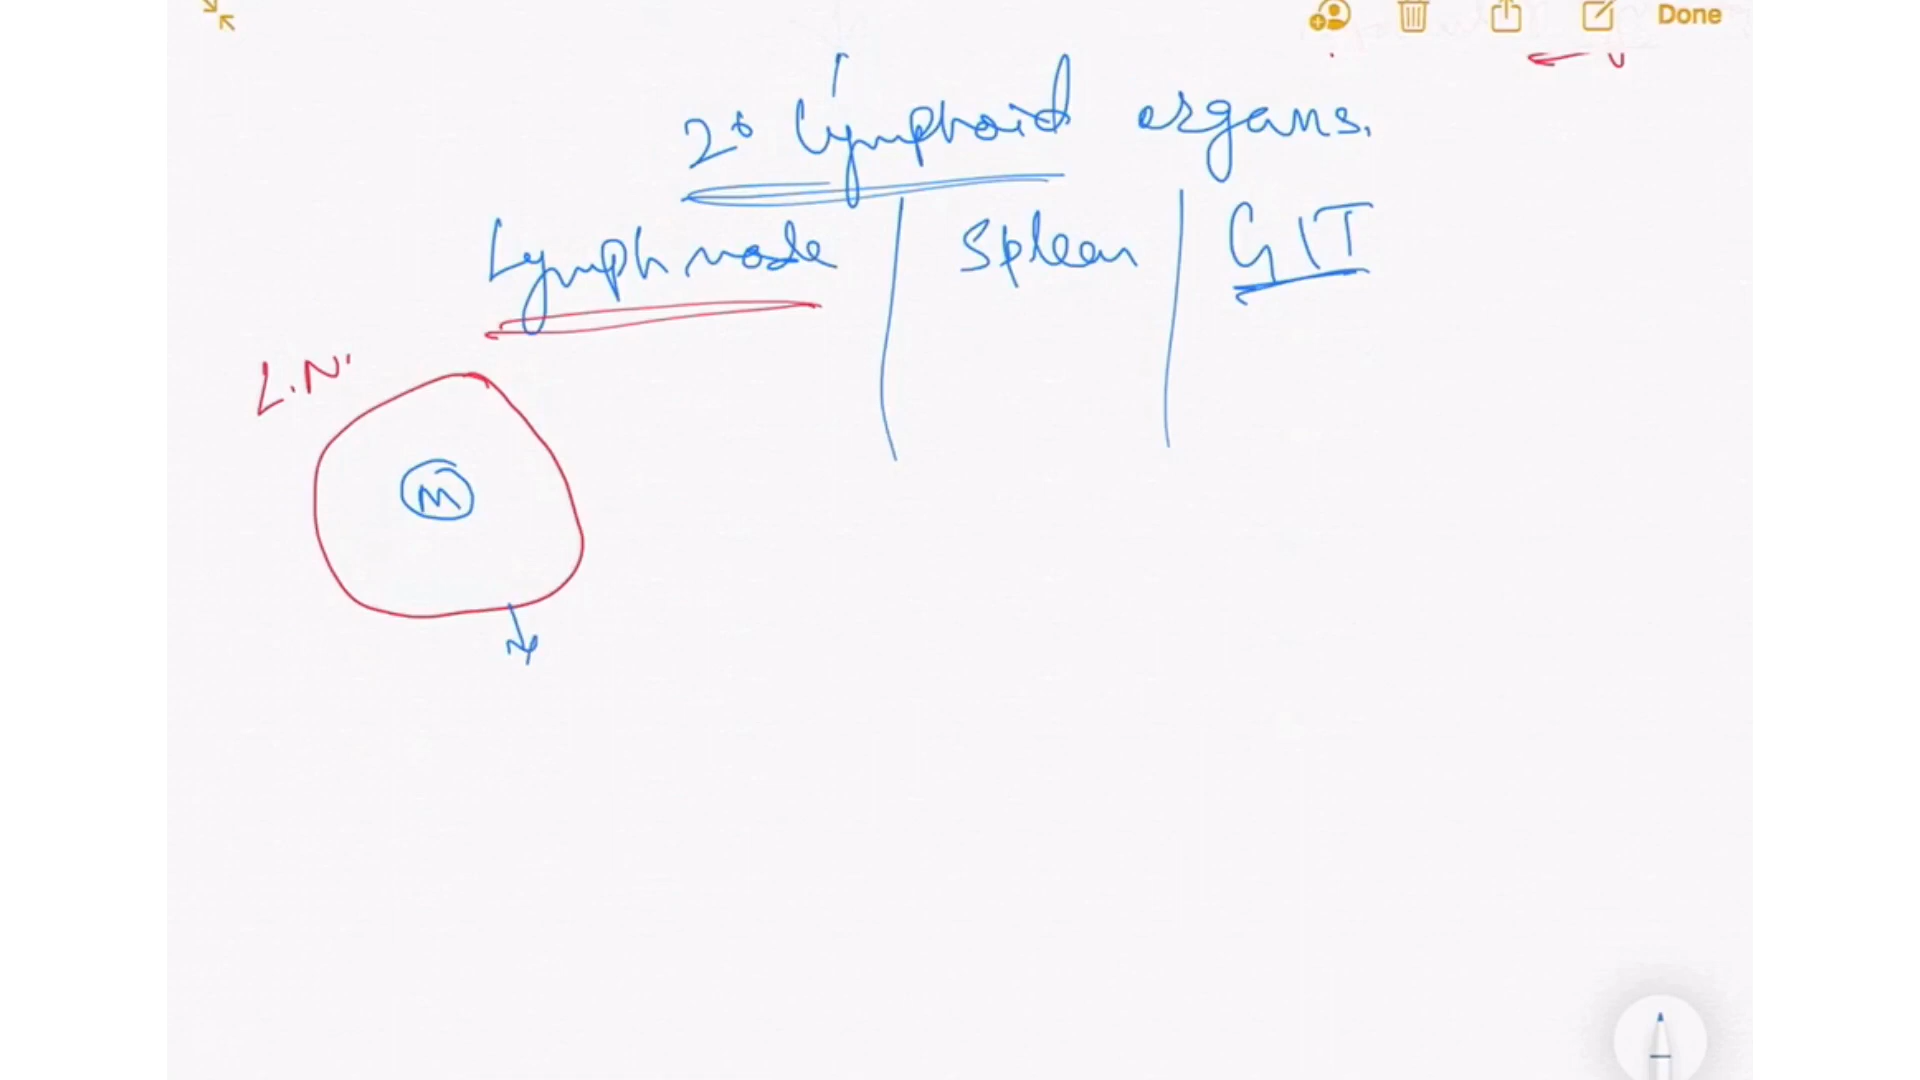 Done
2° lymphoid organs.
Lymph node Spleen GIT
L.N.
M